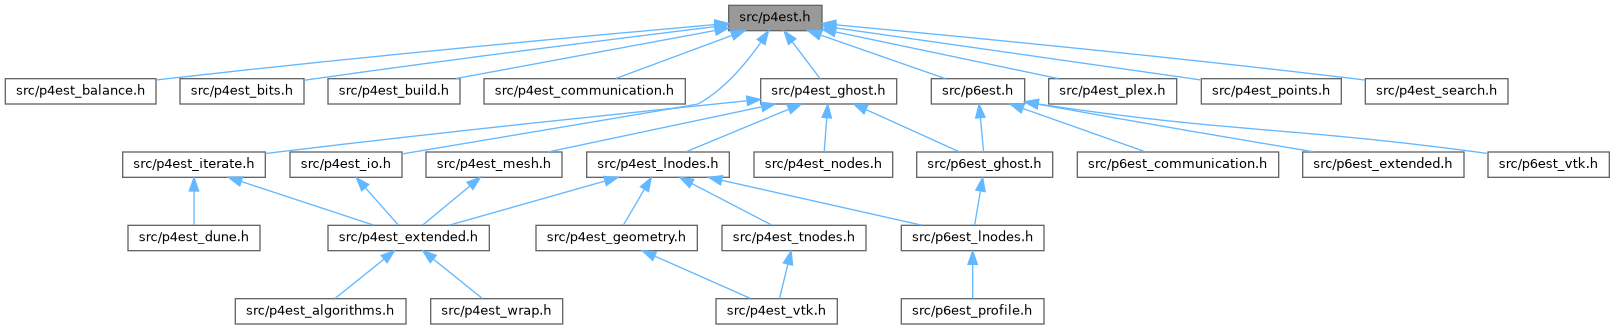 src/p4est.h
src/p4est_balance.h
src/p4est_bits.h
src/p4est_build.h
src/p4est_communication.h
src/p4est_ghost.h
src/p6est.h
src/p4est_plex.h
src/p4est_points.h
src/p4est_search.h
src/p4est_iterate.h
src/p4est_io.h
src/p4est_mesh.h
src/p4est_lnodes.h
src/p4est_nodes.h
src/p6est_ghost.h
src/p6est_communication.h
src/p6est_extended.h
src/p6est_vtk.h
src/p4est_dune.h
src/p4est_extended.h
src/p4est_geometry.h
src/p4est_tnodes.h
src/p6est_lnodes.h
src/p4est_algorithms.h
src/p4est_wrap.h
src/p4est_vtk.h
src/p6est_profile.h